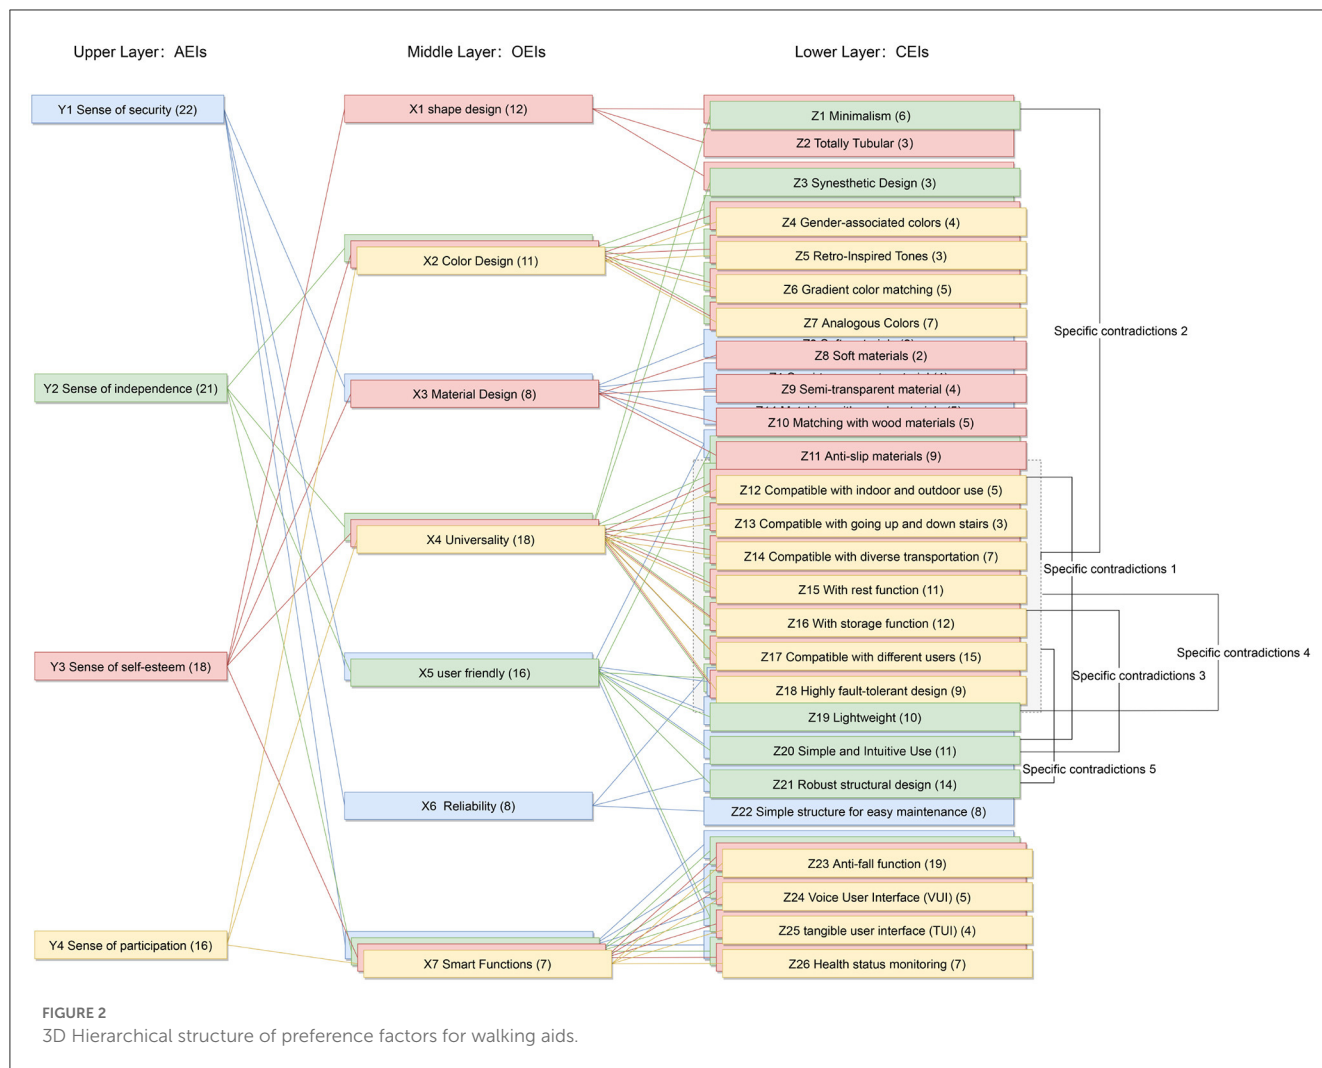 Upper Layer: AEIs
Middle Layer: OEIs
Lower Layer: CEIs
Y1 Sense of security (22)
Y2 Sense of independence (21)
Y3 Sense of self-esteem (18)
Y4 Sense of participation (16)
X1 shape design (12)
X2 Color Design (11)
X3 Material Design (8)
X4 Universality (18)
X5 user friendly (16)
X6 Reliability (8)
X7 Smart Functions (7)
Z1 Minimalism (6)
Z2 Totally Tubular (3)
Z3 Synesthetic Design (3)
Z4 Gender-associated colors (4)
Z5 Retro-Inspired Tones (3)
Z6 Gradient color matching (5)
Z7 Analogous Colors (7)
Z8 Soft materials (2)
Z9 Semi-transparent material (4)
Z10 Matching with wood materials (5)
Z11 Anti-slip materials (9)
Z12 Compatible with indoor and outdoor use (5)
Z13 Compatible with going up and down stairs (3)
Z14 Compatible with diverse transportation (7)
Z15 With rest function (11)
Z16 With storage function (12)
Z17 Compatible with different users (15)
Z18 Highly fault-tolerant design (9)
Z19 Lightweight (10)
Z20 Simple and Intuitive Use (11)
Z21 Robust structural design (14)
Z22 Simple structure for easy maintenance (8)
Z23 Anti-fall function (19)
Z24 Voice User Interface (VUI) (5)
Z25 tangible user interface (TUI) (4)
Z26 Health status monitoring (7)
Specific contradictions 2
Specific contradictions 1
Specific contradictions 4
Specific contradictions 3
Specific contradictions 5
FIGURE 2
3D Hierarchical structure of preference factors for walking aids.